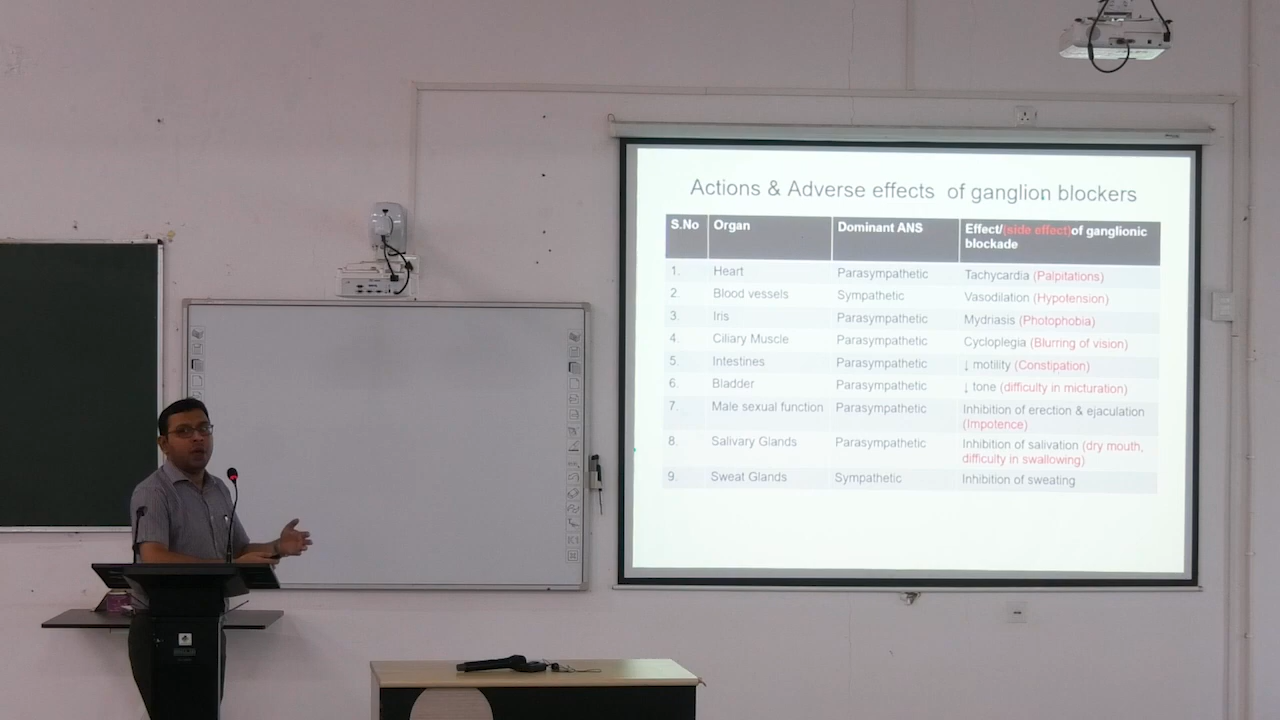 Actions & Adverse effects of ganglion blockers
S.No Organ Dominant ANS Effect/(side effect)of ganglionic
blockade
1. Heart Parasympathetic Tachycardia (Palpitations)
2. Blood vessels Sympathetic Vasodilation (Hypotension)
3. Iris Parasympathetic Mydriasis (Photophobia)
4. Ciliary Muscle Parasympathetic Cycloplegia (Blurring of vision)
5. Intestines Parasympathetic ↓ motility (Constipation)
6. Bladder Parasympathetic ↓ tone (difficulty in micturation)
7. Male sexual function Parasympathetic Inhibition of erection & ejaculation
(Impotence)
8. Salivary Glands Parasympathetic Inhibition of salivation (dry mouth,
difficulty in swallowing)
9. Sweat Glands Sympathetic Inhibition of sweating